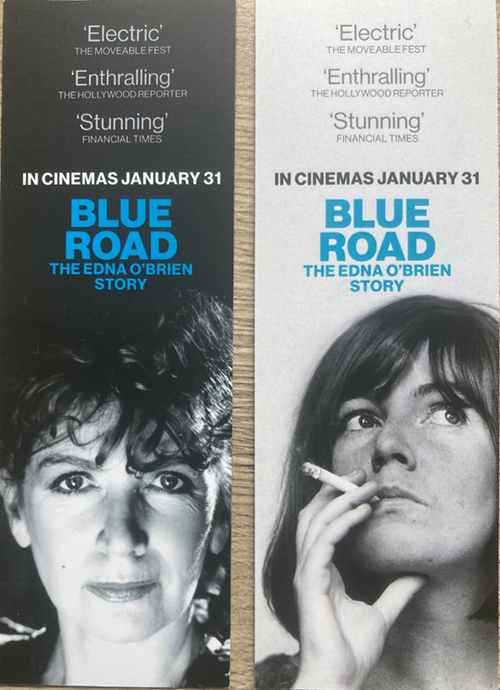 ‘Electric’
THE MOVEABLE FEST
‘Enthralling’
THE HOLLYWOOD REPORTER
‘Stunning’
FINANCIAL TIMES
IN CINEMAS JANUARY 31
BLUE
ROAD
THE EDNA O’BRIEN
STORY
‘Electric’
THE MOVEABLE FEST
‘Enthralling’
THE HOLLYWOOD REPORTER
‘Stunning’
FINANCIAL TIMES
IN CINEMAS JANUARY 31
BLUE
ROAD
THE EDNA O’BRIEN
STORY